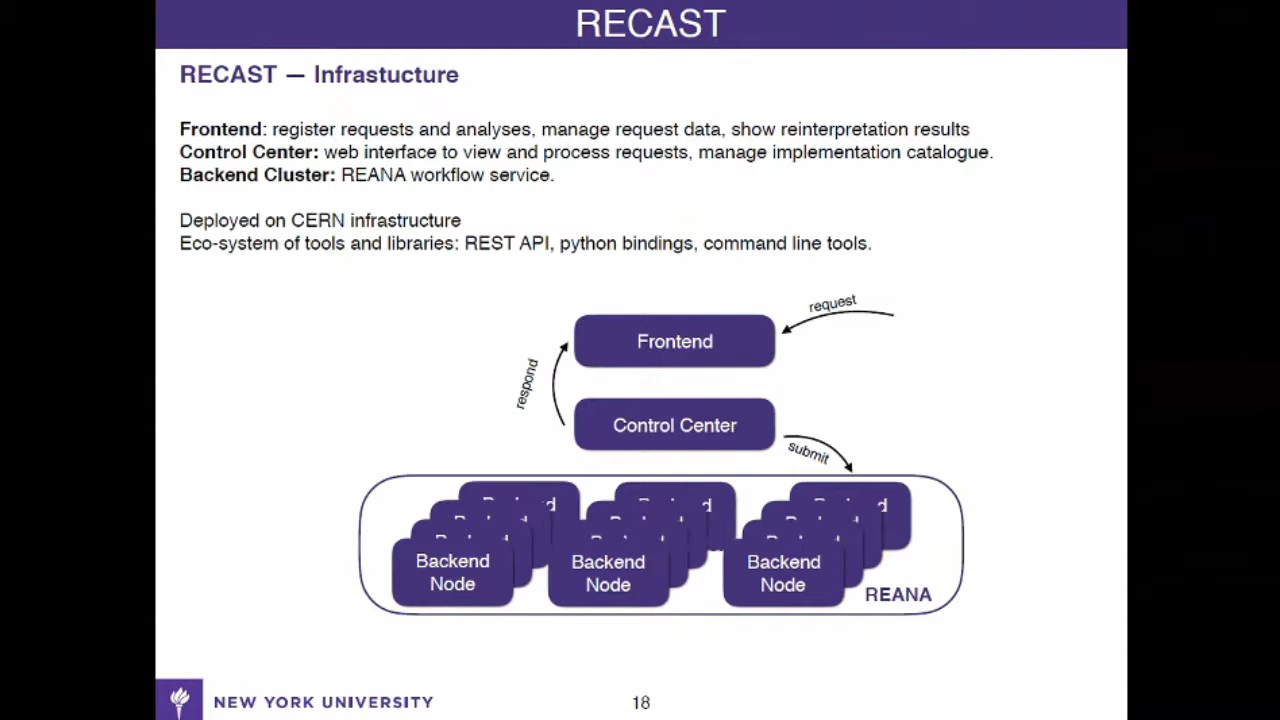 RECAST
RECAST — Infrastucture
Frontend: register requests and analyses, manage request data, show reinterpretation results
Control Center: web interface to view and process requests, manage implementation catalogue.
Backend Cluster: REANA workflow service.
Deployed on CERN infrastructure
Eco-system of tools and libraries: REST API, python bindings, command line tools.
request
Frontend
respond
Control Center
submit
Backend
Node
Backend
Node
Backend
Node
REANA
NEW YORK UNIVERSITY
18